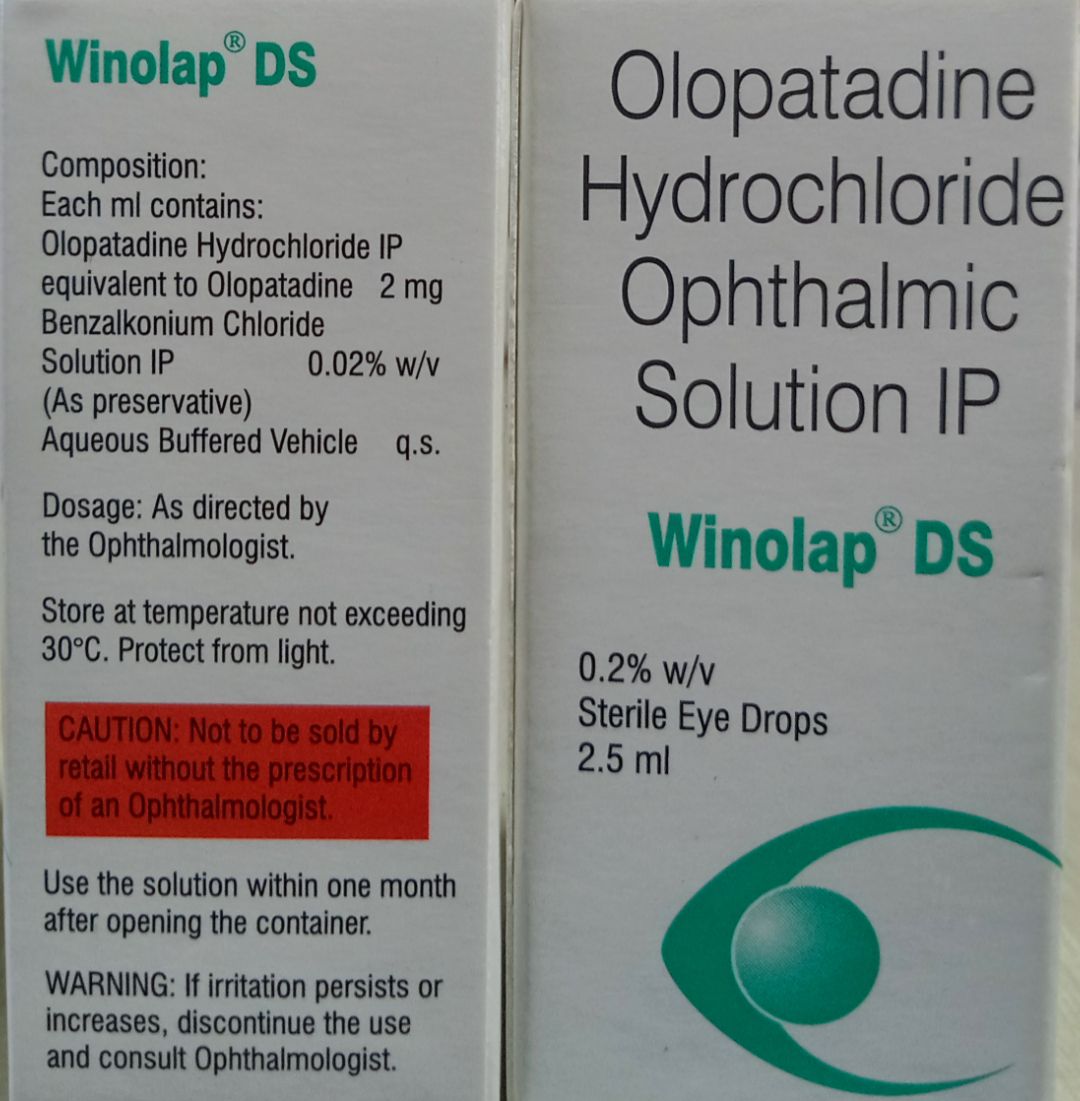 Winolap® DS
Composition:
Each ml contains:
Olopatadine Hydrochloride IP
equivalent to Olopatadine 2 mg
Benzalkonium Chloride
Solution IP 0.02% w/v
(As preservative)
Aqueous Buffered Vehicle q.s.
Dosage: As directed by
the Ophthalmologist.
Store at temperature not exceeding
30°C. Protect from light.
CAUTION: Not to be sold by
retail without the prescription
of an Ophthalmologist.
Use the solution within one month
after opening the container.
WARNING: If irritation persists or
increases, discontinue the use
and consult Ophthalmologist.
Olopatadine
Hydrochloride
Ophthalmic
Solution IP
Winolap® DS
0.2% w/v
Sterile Eye Drops
2.5 ml